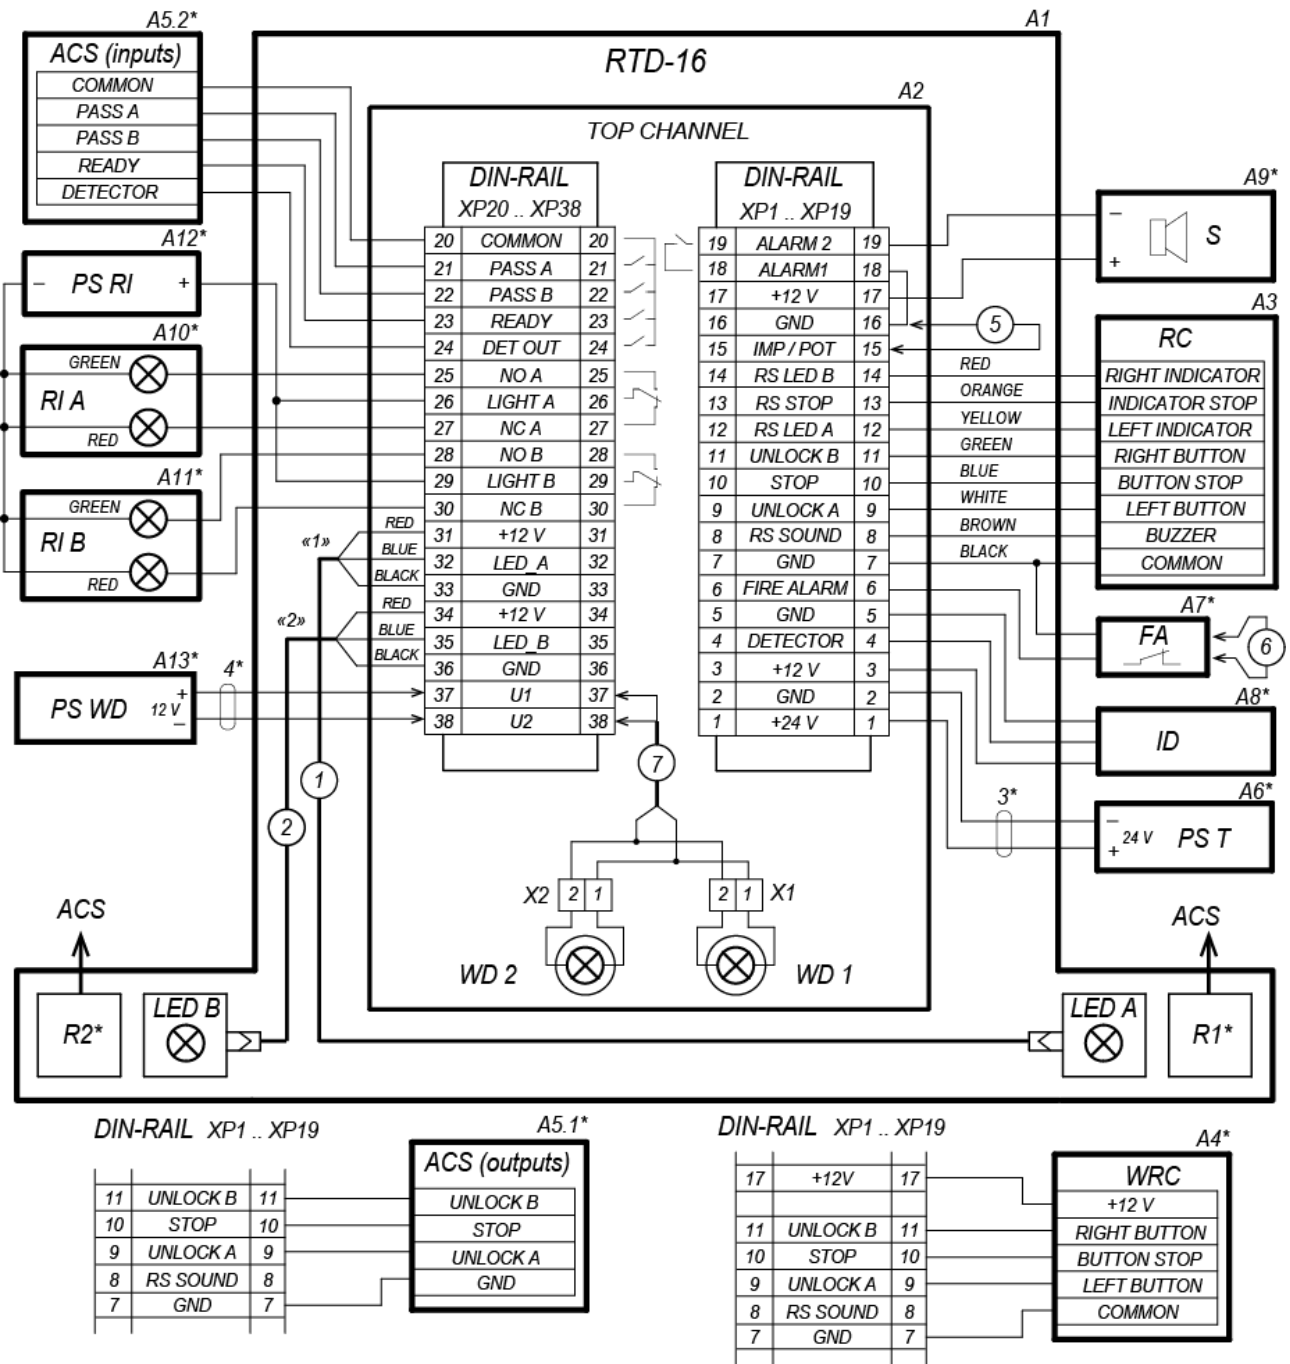 A5.2*
A1
ACS (inputs)
COMMON
PASS A
PASS B
READY
DETECTOR
RTD-16
A2
TOP CHANNEL
DIN-RAIL
XP20 .. XP38
20 COMMON 20
21 PASS A 21
22 PASS B 22
23 READY 23
24 DET OUT 24
25 NO A 25
26 LIGHT A 26
27 NC A 27
28 NO B 28
29 LIGHT B 29
30 NC B 30
31 +12 V 31
32 LED_A 32
33 GND 33
34 +12 V 34
35 LED_B 35
36 GND 36
37 U1 37
38 U2 38
DIN-RAIL
XP1 .. XP19
19 ALARM 2 19
18 ALARM1 18
17 +12 V 17
16 GND 16
15 IMP / POT 15
14 RS LED B 14
13 RS STOP 13
12 RS LED A 12
11 UNLOCK B 11
10 STOP 10
9 UNLOCK A 9
8 RS SOUND 8
7 GND 7
6 FIRE ALARM 6
5 GND 5
4 DETECTOR 4
3 +12 V 3
2 GND 2
1 +24 V 1
A12*
− PS RI +
A10*
GREEN
RI A
RED
A11*
GREEN
RI B
RED
«1»
RED
BLUE
BLACK
«2»
RED
BLUE
BLACK
A13*
PS WD 12 V + −
4*
1
2
7
A9*
− S
+
5
A3
RC
RED RIGHT INDICATOR
ORANGE INDICATOR STOP
YELLOW LEFT INDICATOR
GREEN RIGHT BUTTON
BLUE BUTTON STOP
WHITE LEFT BUTTON
BROWN BUZZER
BLACK COMMON
A7*
FA
6
A8*
ID
A6*
3*
− 24 V PS T
+
X2 2 1
2 1 X1
WD 2
WD 1
ACS
ACS
R2*
LED B
LED A
R1*
DIN-RAIL XP1 .. XP19
A5.1*
ACS (outputs)
11 UNLOCK B 11 UNLOCK B
10 STOP 10 STOP
9 UNLOCK A 9 UNLOCK A
8 RS SOUND 8 GND
7 GND 7
DIN-RAIL XP1 .. XP19
A4*
WRC
17 +12V 17 +12 V
11 UNLOCK B 11 RIGHT BUTTON
10 STOP 10 BUTTON STOP
9 UNLOCK A 9 LEFT BUTTON
8 RS SOUND 8 COMMON
7 GND 7